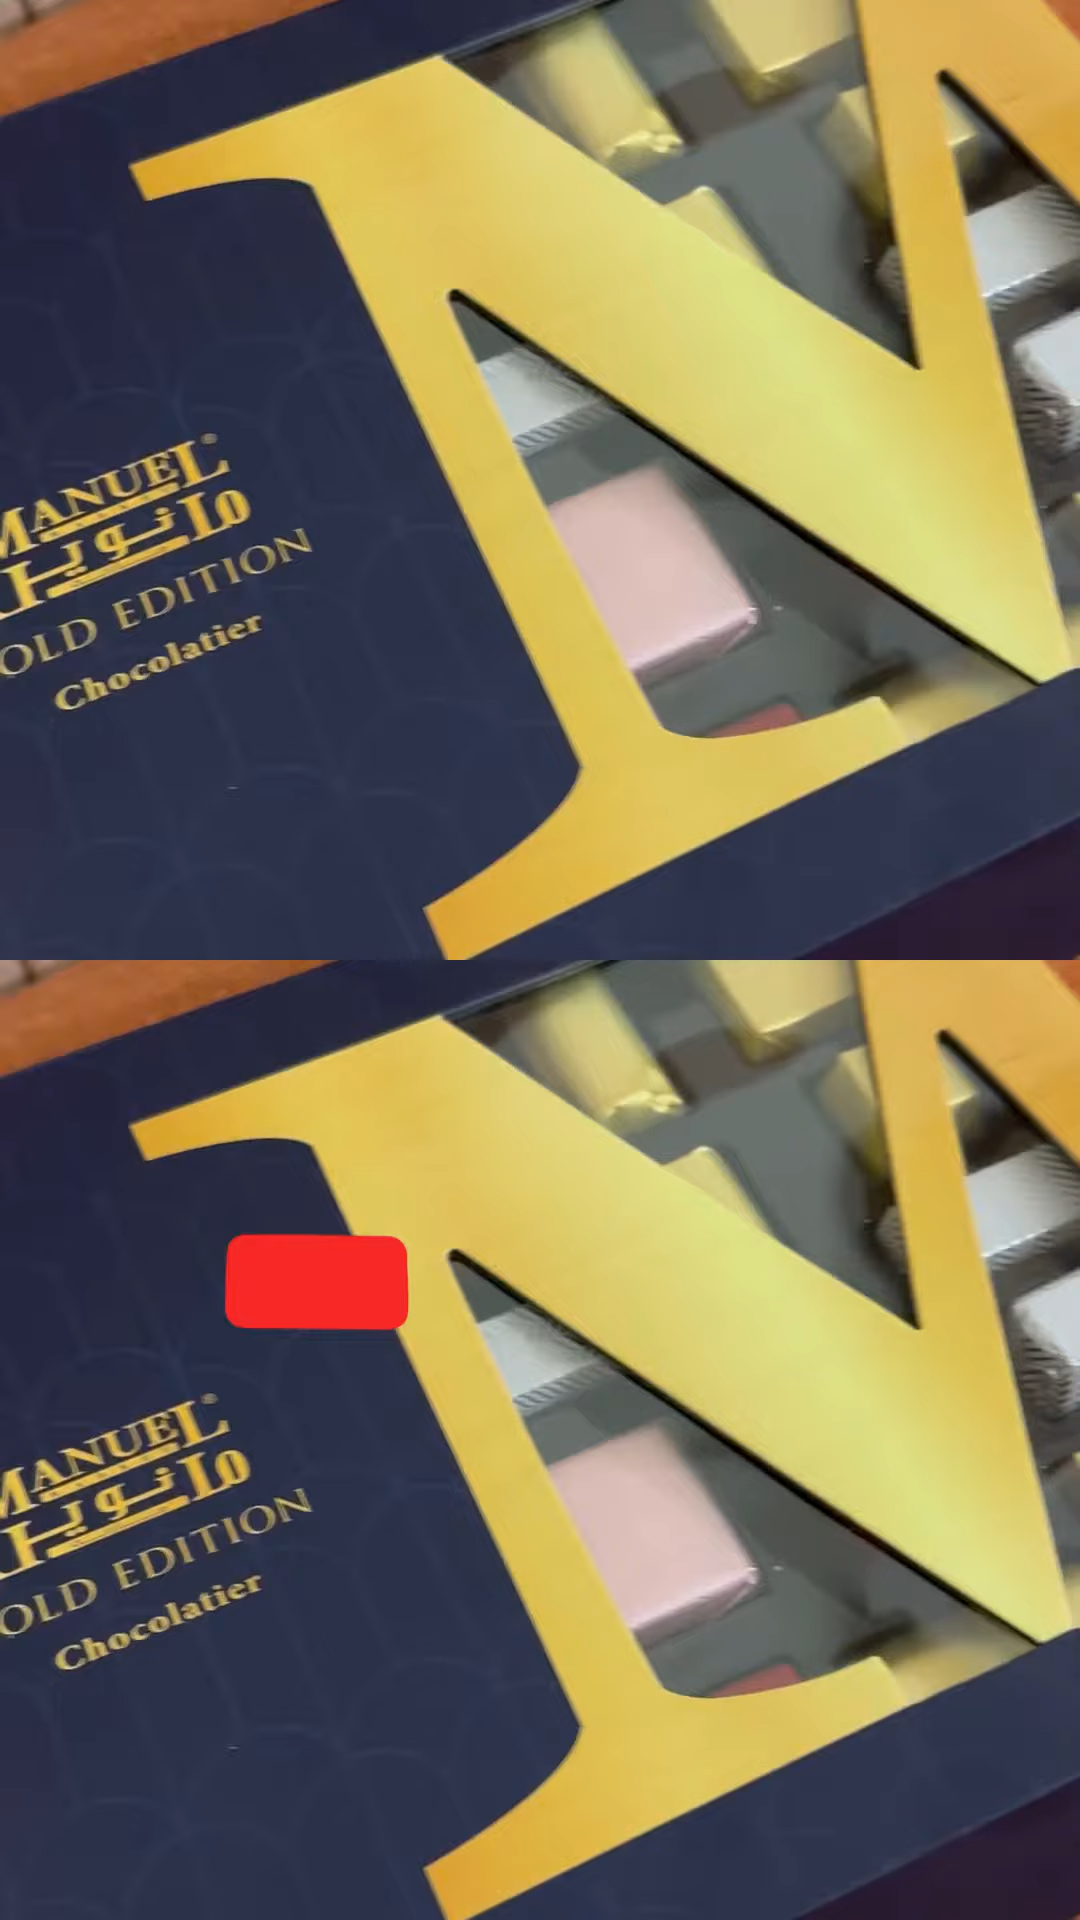 M
MANUEL®
مانويل
OLD EDITION
Chocolatier
M
MANUEL®
مانويل
OLD EDITION
Chocolatier